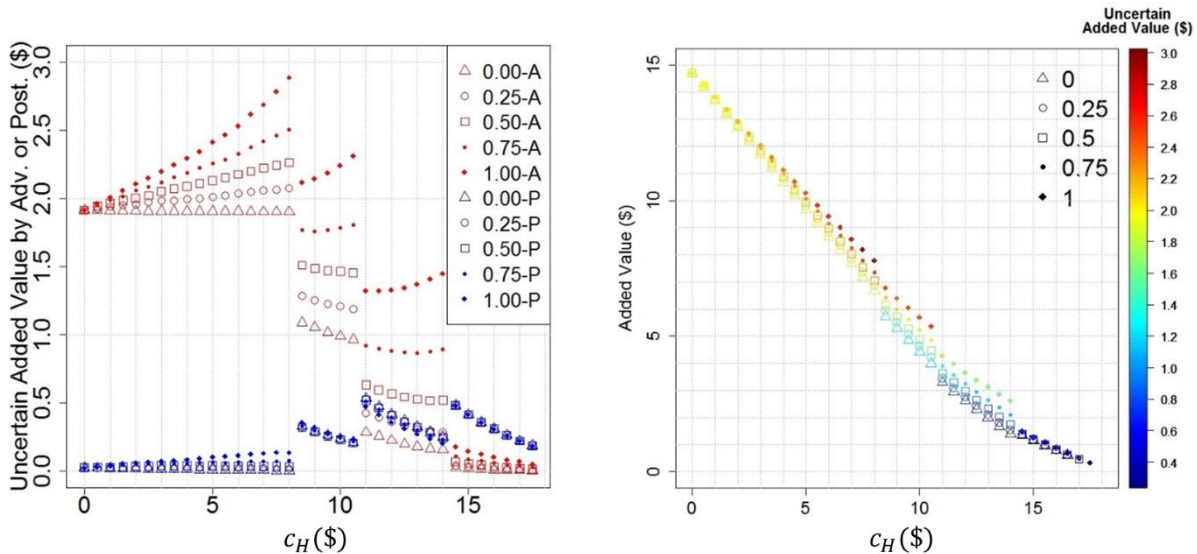 Uncertain Added Value by Adv. or Post. ($)
3.0
2.5
2.0
1.5
1.0
0.5
0.0
0.00-A
0.25-A
0.50-A
0.75-A
1.00-A
0.00-P
0.25-P
0.50-P
0.75-P
1.00-P
0
5
10
15
c_H($)
Added Value ($)
15
10
5
0
0
0.25
0.5
0.75
1
0
5
10
15
c_H($)
Uncertain
Added Value ($)
3.0
2.8
2.6
2.4
2.2
2.0
1.8
1.6
1.4
1.2
1.0
0.8
0.6
0.4